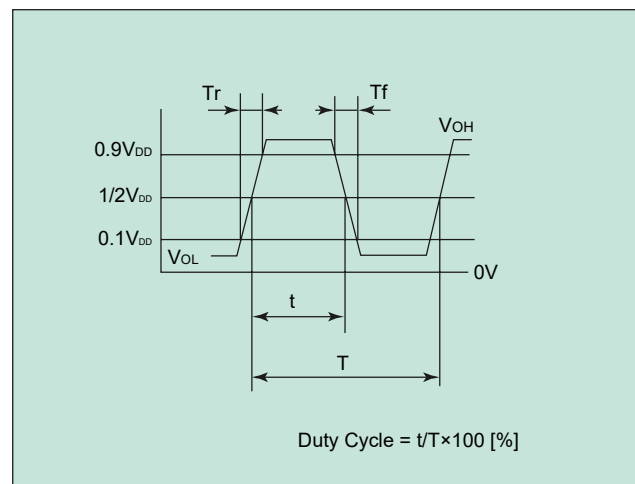 Tr
Tf
VOH
0.9VDD
1/2VDD
0.1VDD
VOL
0V
t
T
Duty Cycle = t/T×100 [%]